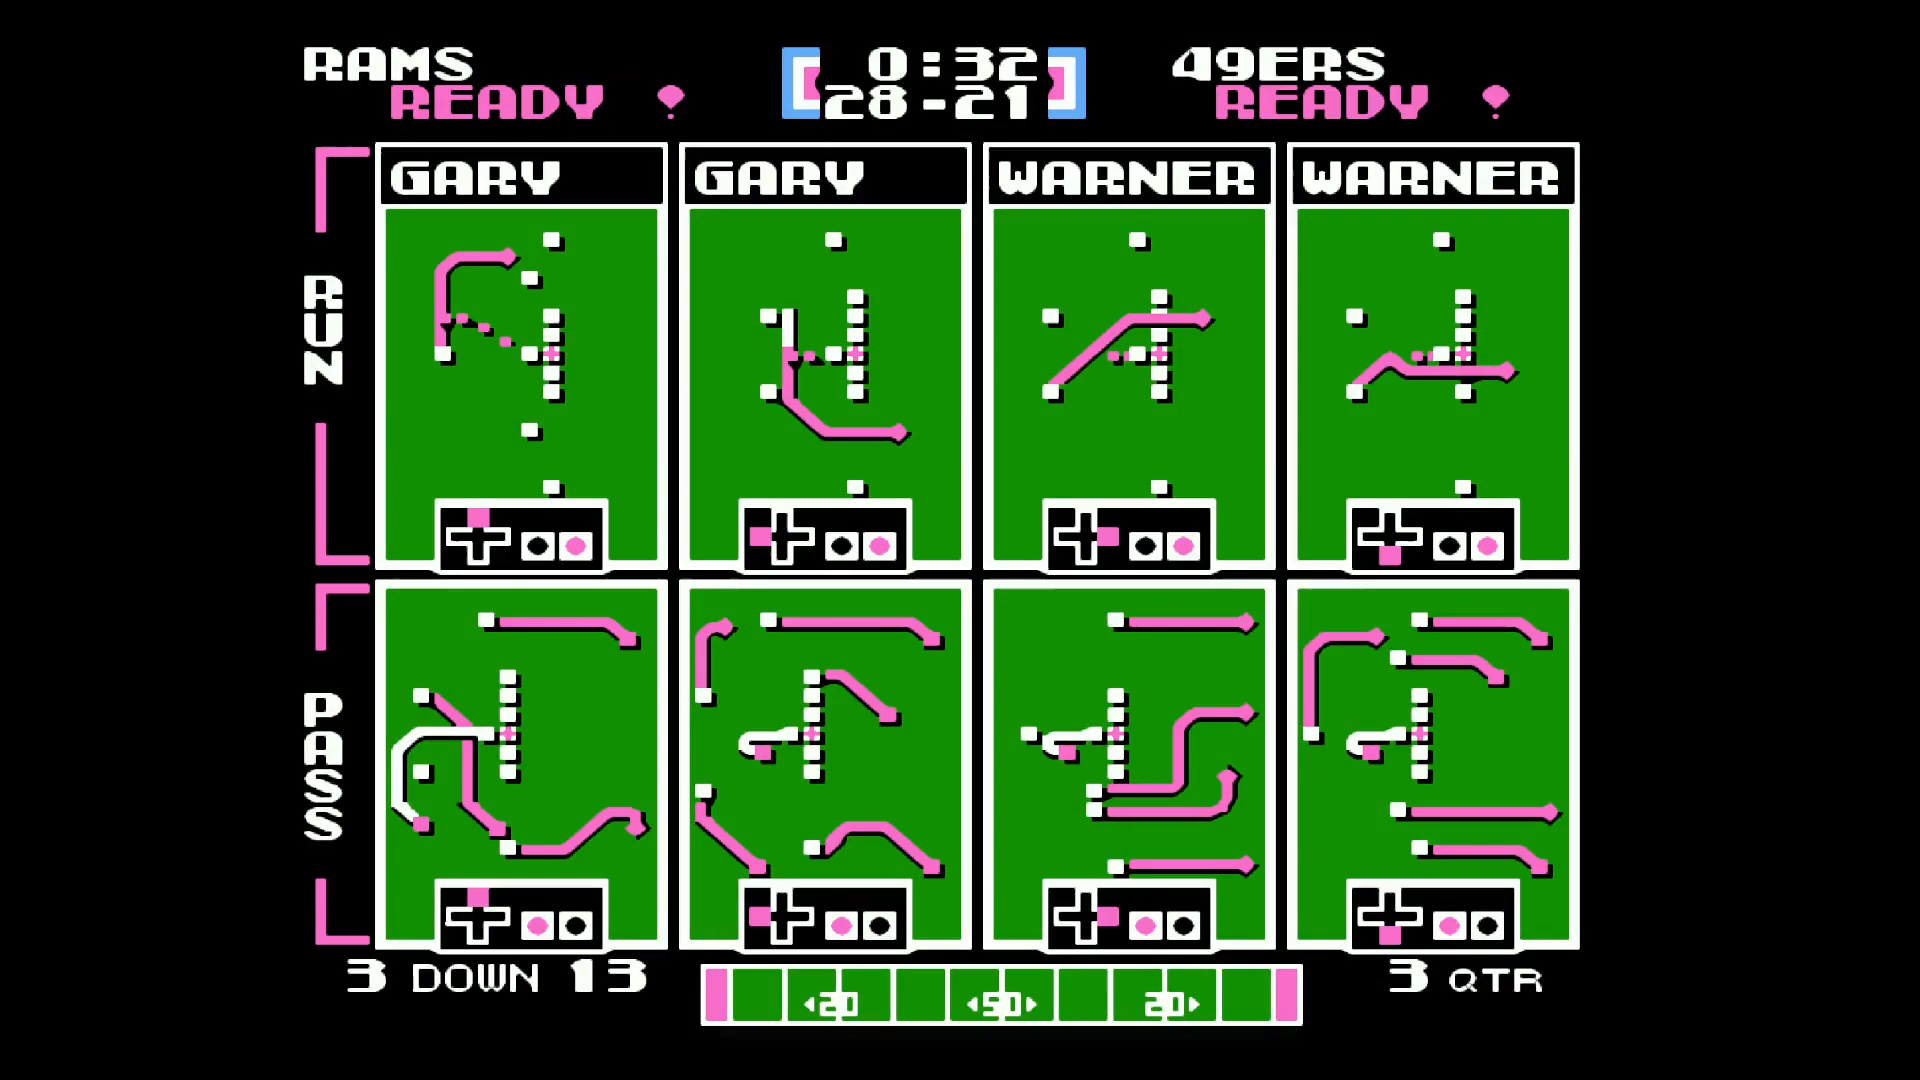 RAMS 0:32 49ERS
READY ! 28-21 READY !
GARY GARY WARNER WARNER
RUN
PASS
3 DOWN 13 3 QTR
20 50 20